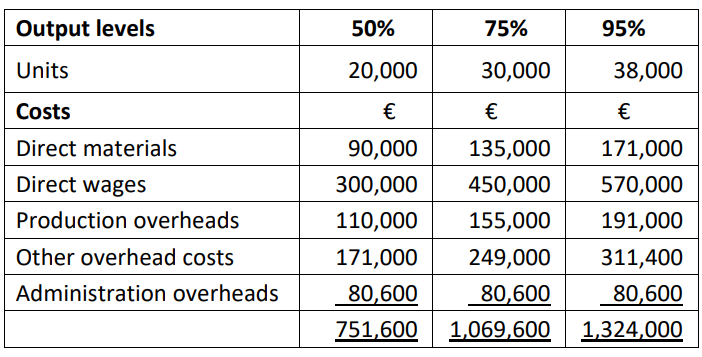 Output levels 50% 75% 95%
Units 20,000 30,000 38,000
Costs € € €
Direct materials 90,000 135,000 171,000
Direct wages 300,000 450,000 570,000
Production overheads 110,000 155,000 191,000
Other overhead costs 171,000 249,000 311,400
Administration overheads 80,600 80,600 80,600
751,600 1,069,600 1,324,000